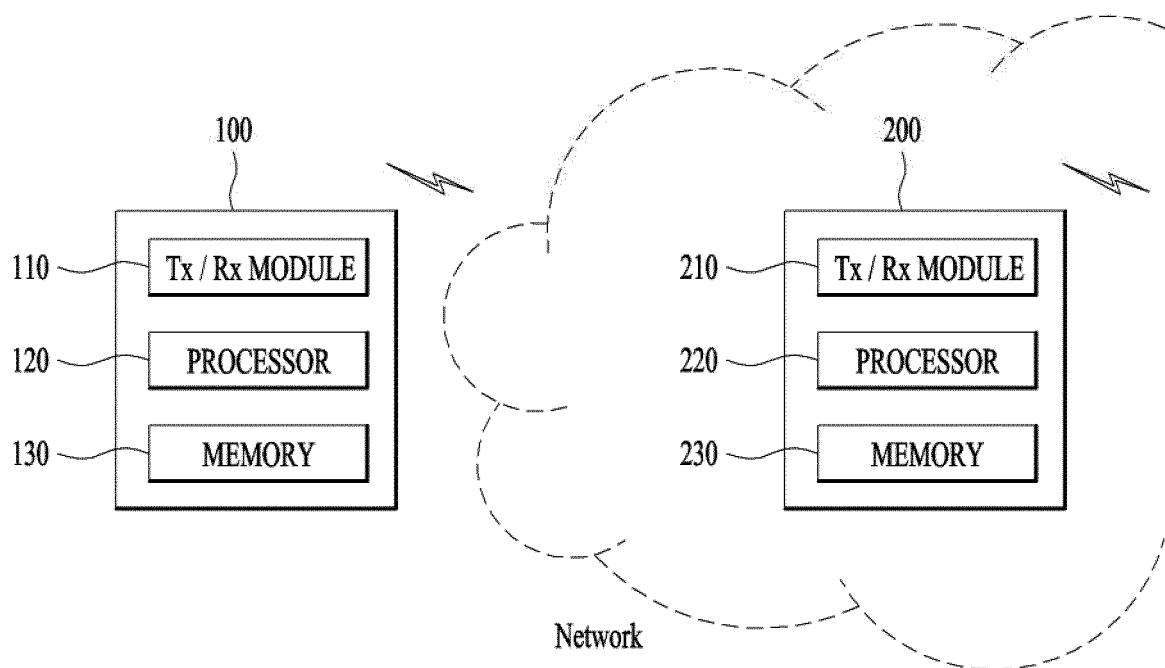 100
200
110
Tx / Rx MODULE
210
Tx / Rx MODULE
120
PROCESSOR
220
PROCESSOR
130
MEMORY
230
MEMORY
Network